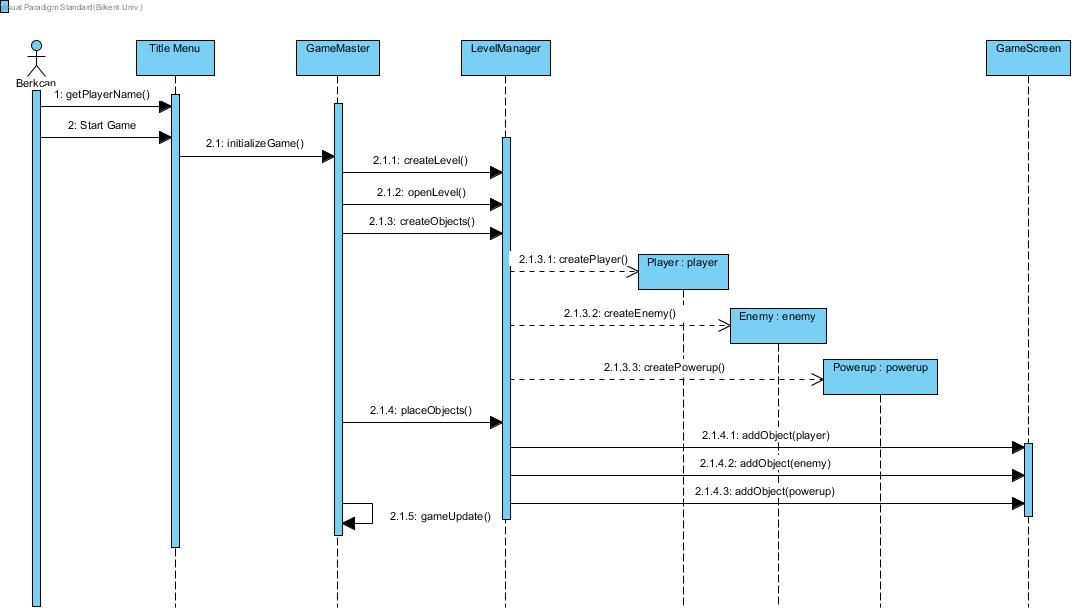 Visual Paradigm Standard(Bilkent Univ.)
Title Menu
GameMaster
LevelManager
GameScreen
Berkcan
1: getPlayerName()
2: Start Game
2.1: initializeGame()
2.1.1: createLevel()
2.1.2: openLevel()
2.1.3: createObjects()
2.1.3.1: createPlayer()
Player : player
2.1.3.2: createEnemy()
Enemy : enemy
2.1.3.3: createPowerup()
Powerup : powerup
2.1.4: placeObjects()
2.1.4.1: addObject(player)
2.1.4.2: addObject(enemy)
2.1.4.3: addObject(powerup)
2.1.5: gameUpdate()